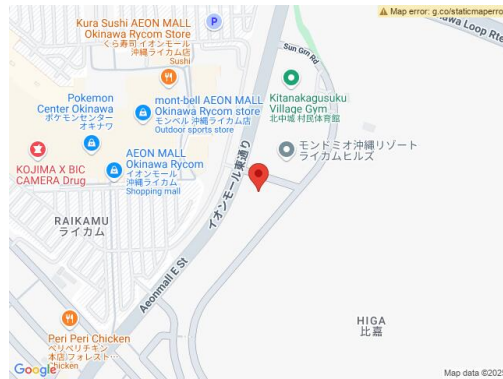 Map error: g.co/staticmaperro
awa Loop Rte
Kura Sushi AEON MALL
Okinawa Rycom Store
くら寿司 イオンモール
沖縄ライカム店
Sushi
P
Sun Girl Rd
Pokemon
Center Okinawa
ポケモンセンター
オキナワ
mont-bell AEON MALL
Okinawa Rycom store
モンベル 沖縄ライカム店
Outdoor sports store
Kitanakagusuku
Village Gym
北中城 村民体育館
KOJIMA X BIC
CAMERA Drug
AEON MALL
Okinawa Rycom
イオンモール
沖縄ライカム
Shopping mall
イオンモール東通り
モンドミオ沖縄リゾート
ライカムヒルズ
RAIKAMU
ライカム
Aeonmall E St
HIGA
比嘉
Peri Peri Chicken
ペリペリチキン
本店/フォレスト…
Chicken
Google
Map data ©2025